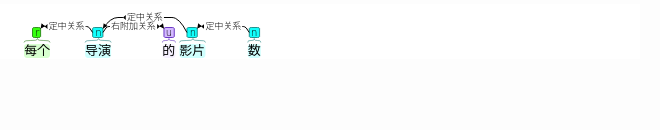 定中关系
定中关系 右附加关系 定中关系
r n u n n
每个 导演 的 影片 数